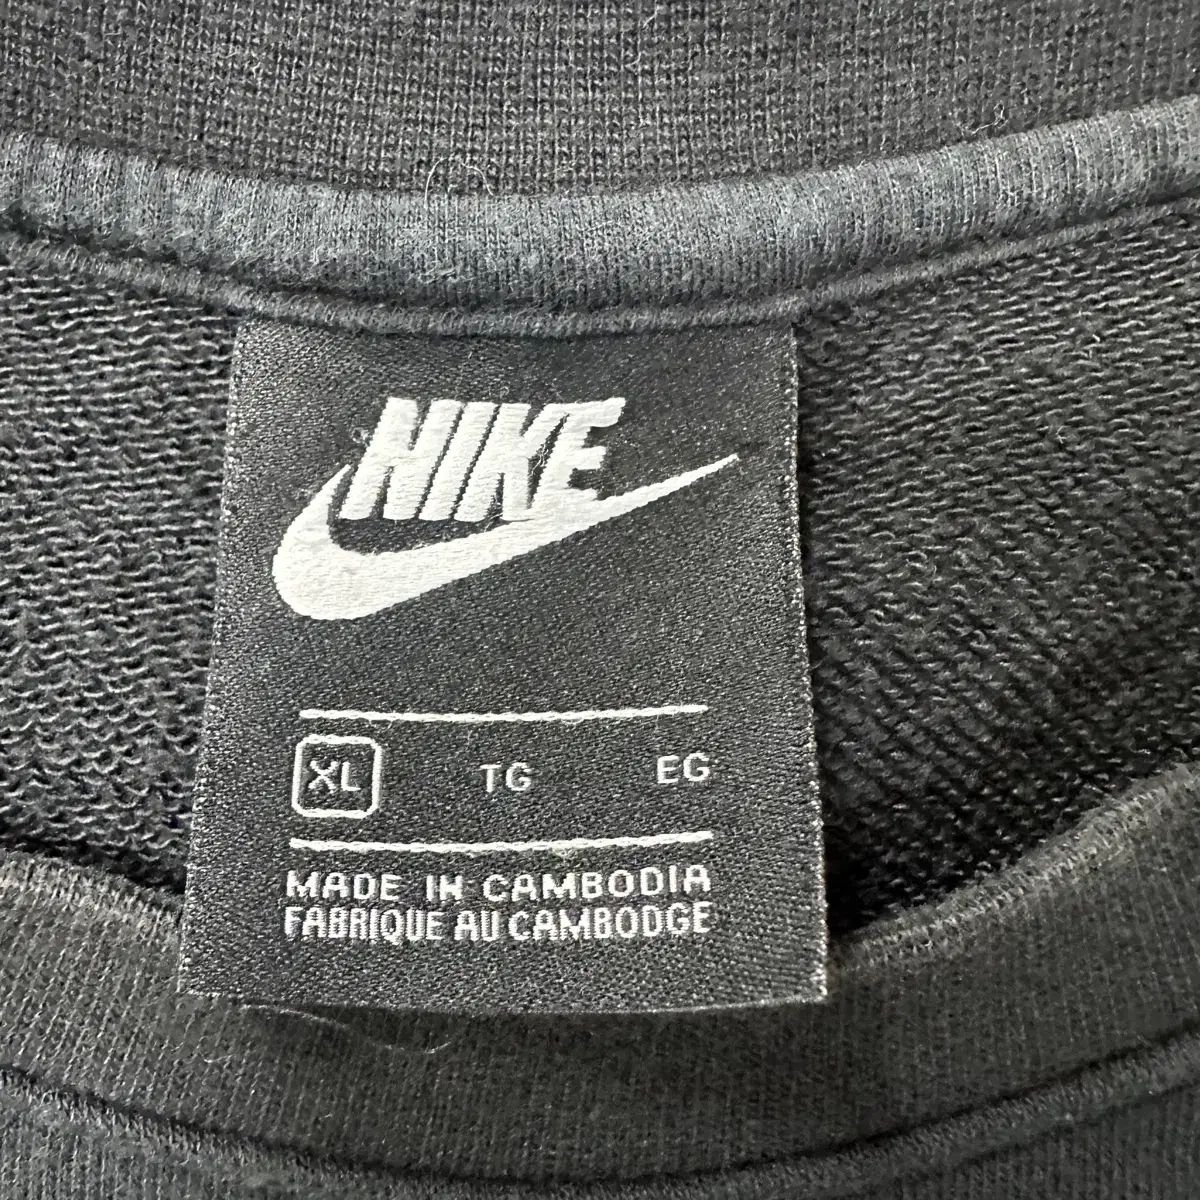 NIKE
XL TG EG
MADE IN CAMBODIA
FABRIQUE AU CAMBODGE